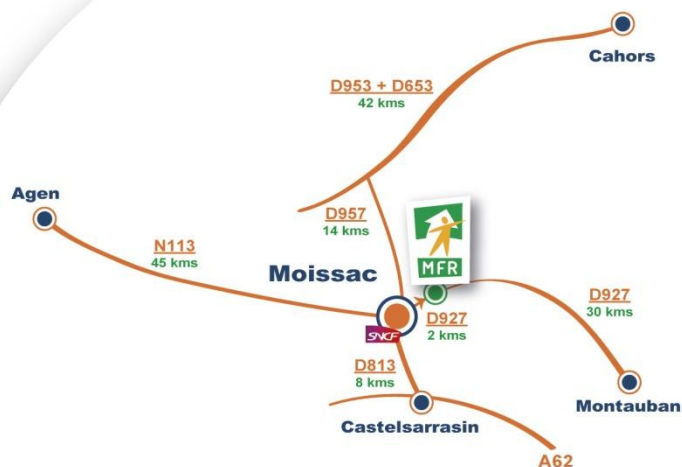 Cahors
D953 + D653
42 kms
Agen
D957
14 kms
N113
45 kms
MFR
Moissac
D927
30 kms
D927
2 kms
SNCF
D813
8 kms
Montauban
Castelsarrasin
A62